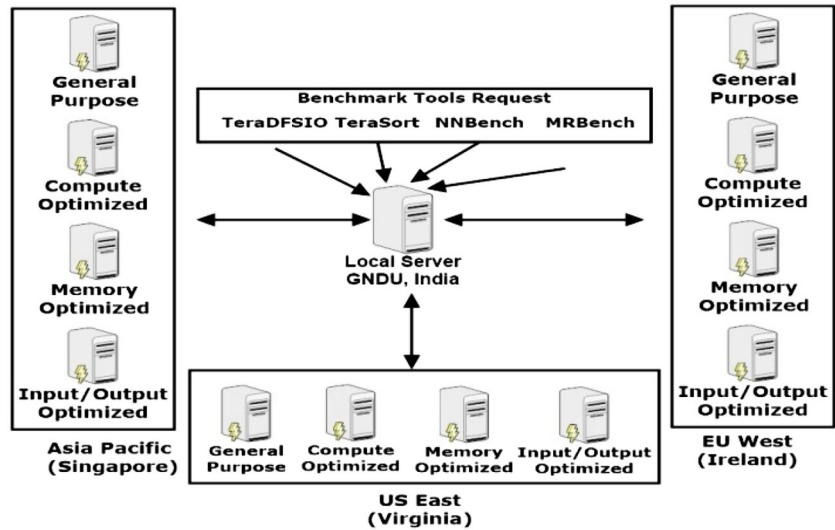 General
Purpose
Compute
Optimized
Memory
Optimized
Input/Output
Optimized
Asia Pacific
(Singapore)
Benchmark Tools Request
TeraDFSIO TeraSort NNBench MRBench
Local Server
GNDU, India
General
Purpose
Compute
Optimized
Memory
Optimized
Input/Output
Optimized
US East
(Virginia)
General
Purpose
Compute
Optimized
Memory
Optimized
Input/Output
Optimized
EU West
(Ireland)